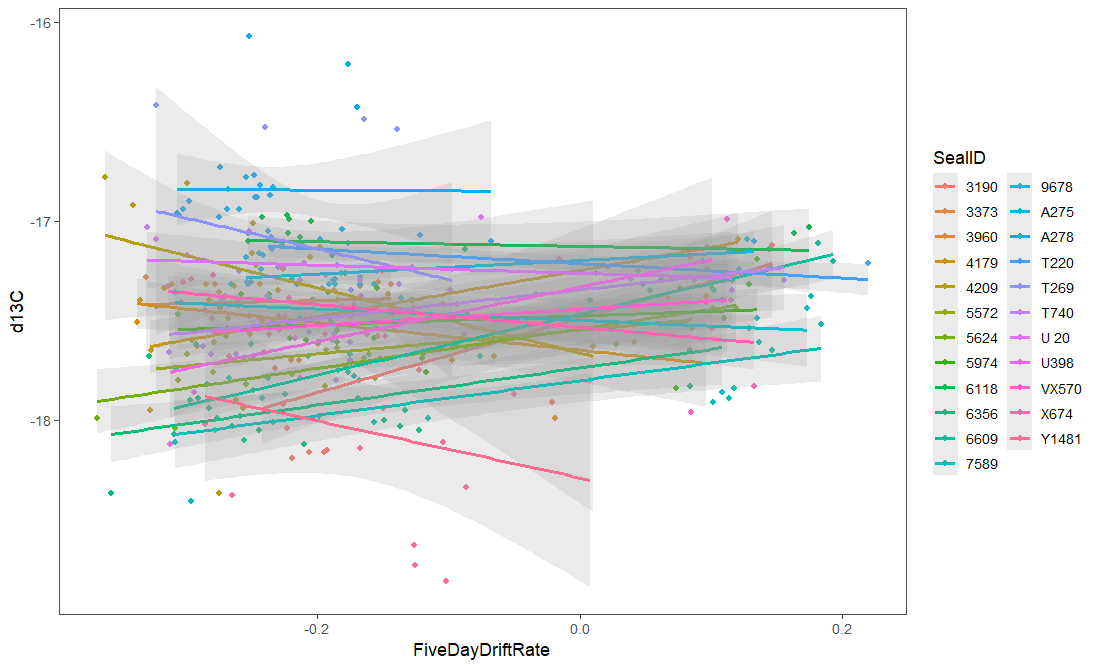 -16
-17
-18
d13C
-0.2
0.0
0.2
FiveDayDriftRate
SealID
3190
3373
3960
4179
4209
5572
5624
5974
6118
6356
6609
7589
9678
A275
A278
T220
T269
T740
U 20
U398
VX570
X674
Y1481